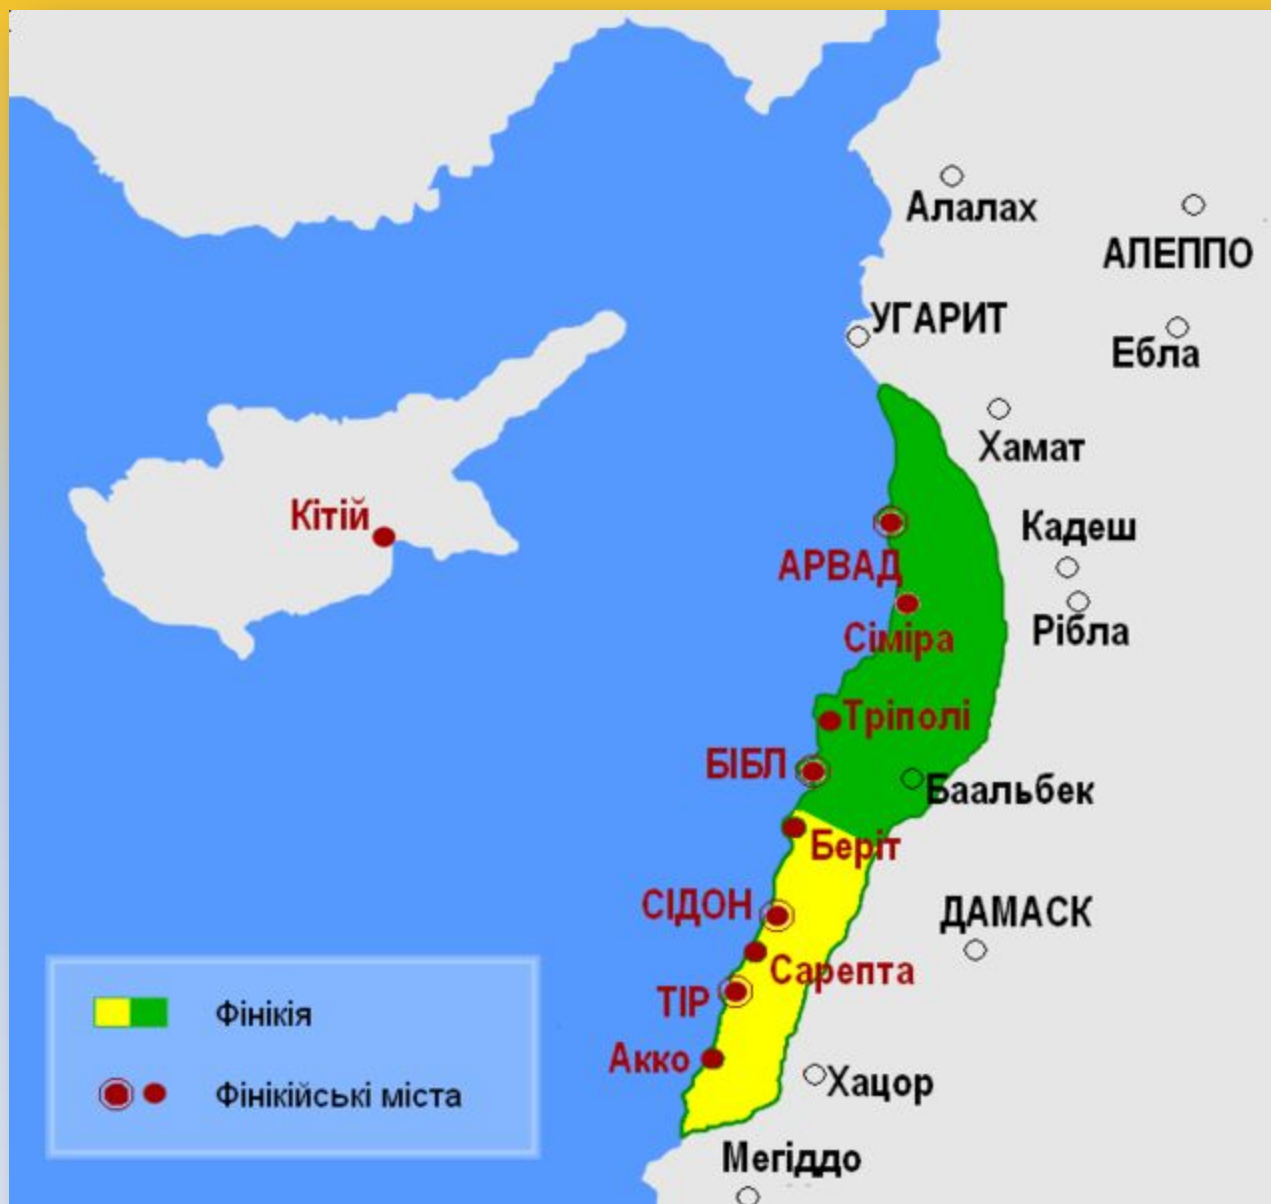 Алалах
АЛЕППО
УГАРИТ
Ебла
Хамат
Кітій
Кадеш
АРВАД
Рібла
Сіміра
Тріполі
БІБЛ
Баальбек
Беріт
СІДОН
ДАМАСК
Сарепта
ТІР
Фінікія
Акко
Хацор
Фінікійські міста
Мегіддо